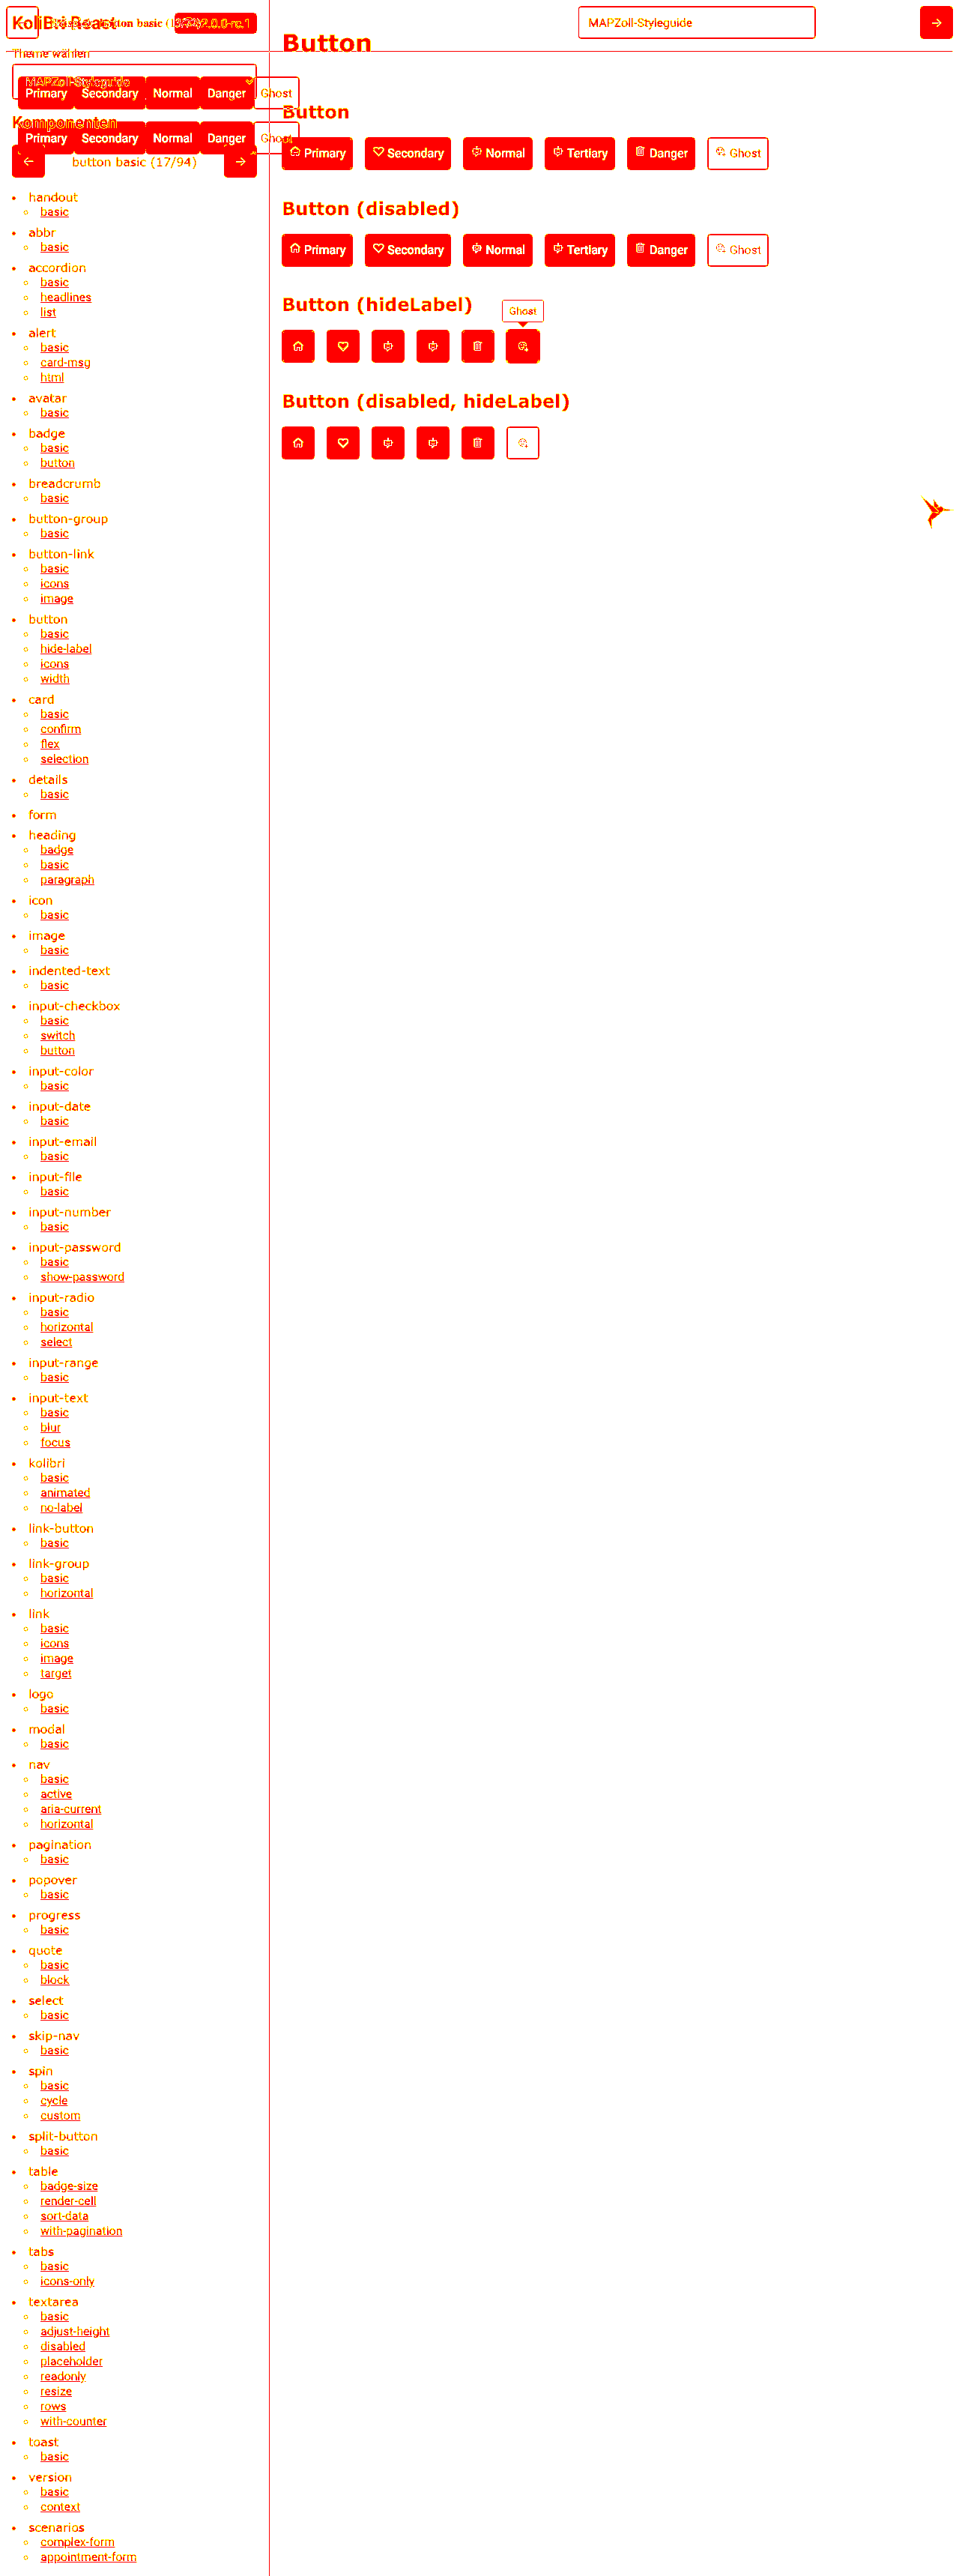 KoliBri React
MAPZoll-Styleguide
Theme wählen
MAPZoll-Styleguide
Primary Secondary Normal Danger Ghost
Komponenten
Primary Secondary Normal Danger Ghost
button basic (17/94)
handout
basic
abbr
basic
accordion
basic
headlines
list
alert
basic
card-msg
html
avatar
basic
badge
basic
button
breadcrumb
basic
button-group
basic
button-link
basic
icons
image
button
basic
hide-label
icons
width
card
basic
confirm
flex
selection
details
basic
form
heading
badge
basic
paragraph
icon
basic
image
basic
indented-text
basic
input-checkbox
basic
switch
button
input-color
basic
input-date
basic
input-email
basic
input-file
basic
input-number
basic
input-password
basic
show-password
input-radio
basic
horizontal
select
input-range
basic
input-text
basic
blur
focus
kolibri
basic
animated
no-label
link-button
basic
link-group
basic
horizontal
link
basic
icons
image
target
logo
basic
modal
basic
nav
basic
active
aria-current
horizontal
pagination
basic
popover
basic
progress
basic
quote
basic
block
select
basic
skip-nav
basic
spin
basic
cycle
custom
split-button
basic
table
badge-size
render-cell
sort-data
with-pagination
tabs
basic
icons-only
textarea
basic
adjust-height
disabled
placeholder
readonly
resize
rows
with-counter
toast
basic
version
basic
context
scenarios
complex-form
appointment-form
Button
Button
Primary Secondary Normal Tertiary Danger Ghost
Button (disabled)
Primary Secondary Normal Tertiary Danger Ghost
Button (hideLabel)
Ghost
Button (disabled, hideLabel)